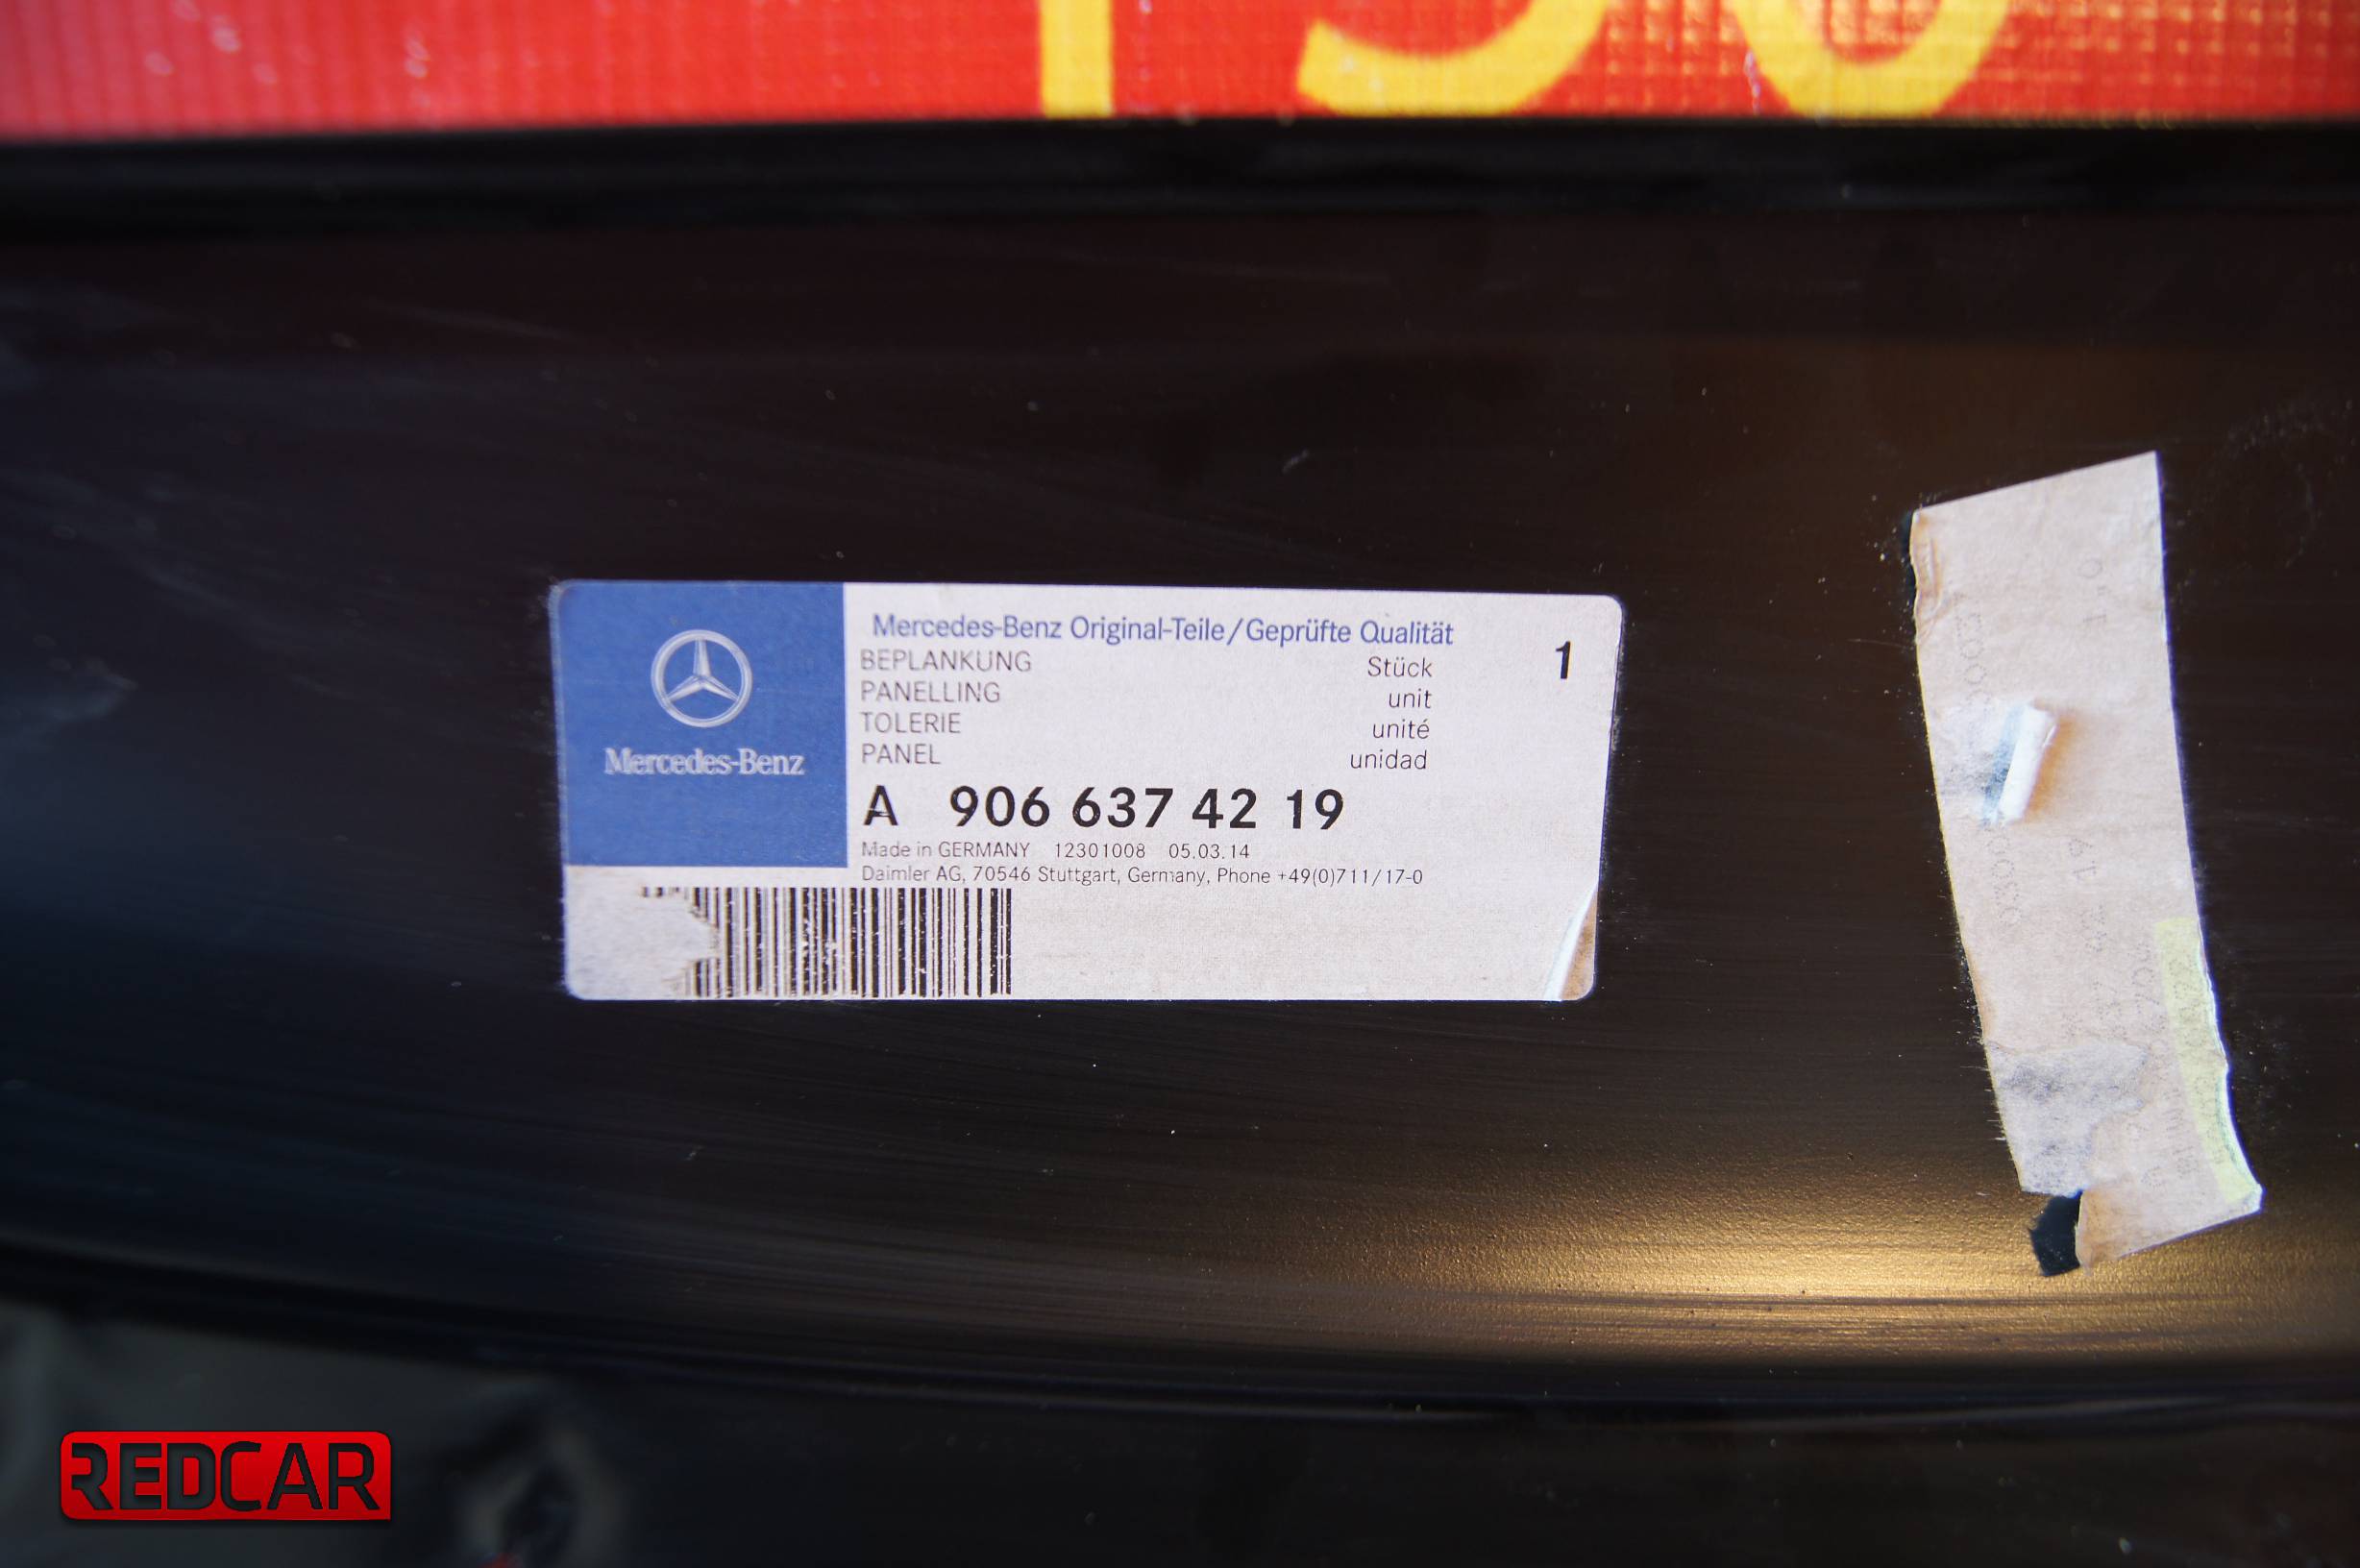 Mercedes-Benz
Mercedes-Benz Original-Teile/Geprüfte Qualität
BEPLANKUNG Stück 1
PANELLING unit
TOLERIE unité
PANEL unidad
A 906 637 42 19
Made in GERMANY 12301008 05.03.14
Daimler AG, 70546 Stuttgart, Germany, Phone +49(0)711/17-0
REDCAR